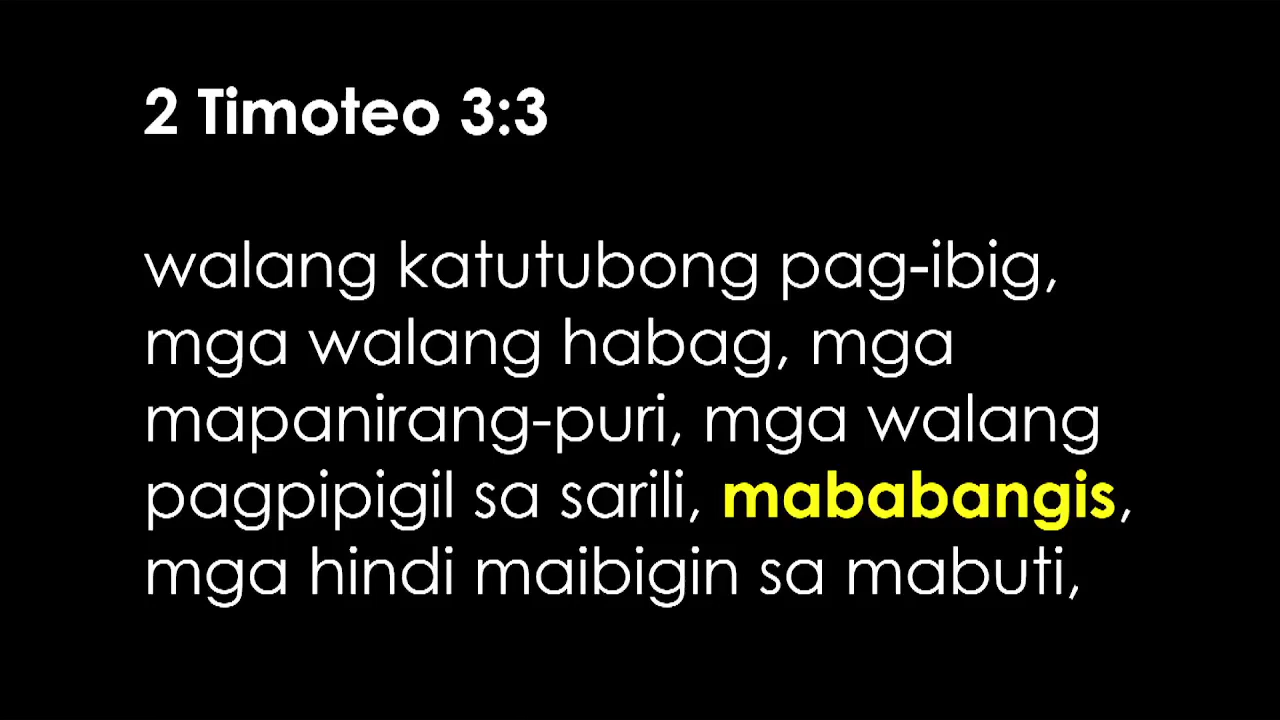 2 Timoteo 3:3
walang katutubong pag-ibig,
mga walang habag, mga
mapanirang-puri, mga walang
pagpipigil sa sarili, mababangis,
mga hindi maibigin sa mabuti,